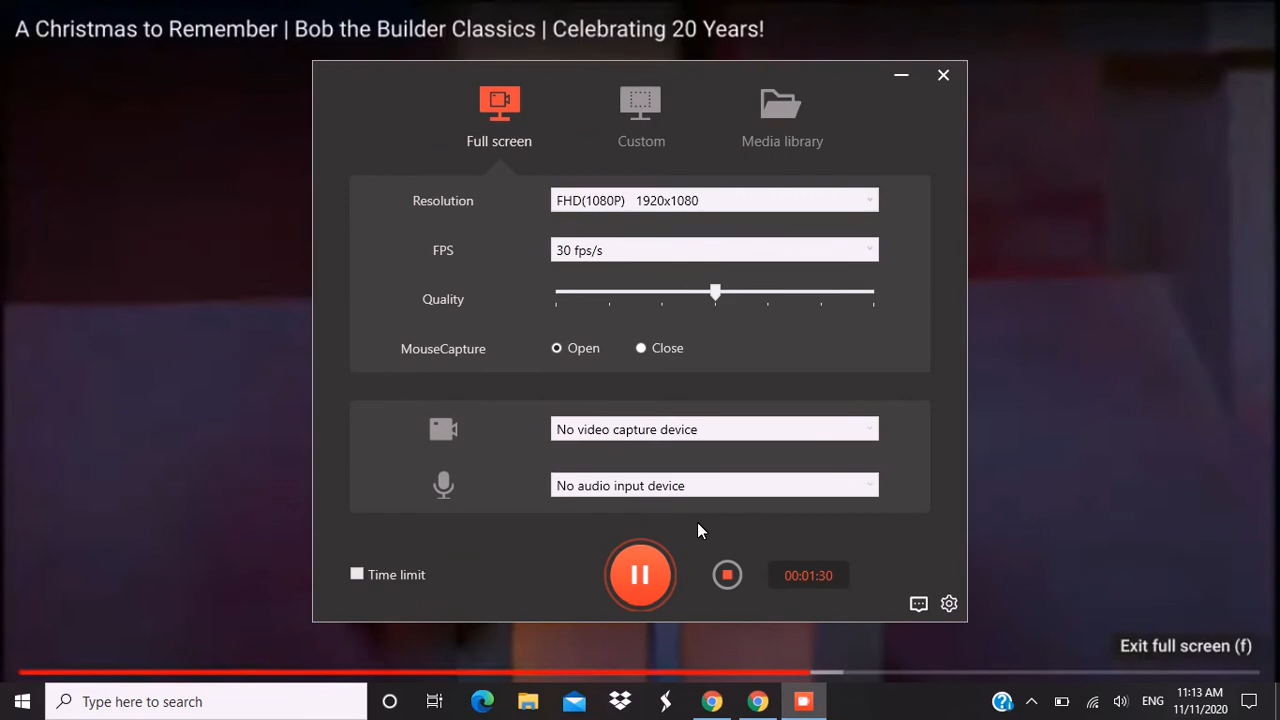 A Christmas to Remember | Bob the Builder Classics | Celebrating 20 Years!
Full screen
Custom
Media library
Resolution
FHD(1080P) 1920x1080
FPS
30 fps/s
Quality
MouseCapture
Open
Close
No video capture device
No audio input device
Time limit
00:01:30
Exit full screen (f)
Type here to search
ENG
11:13 AM
11/11/2020